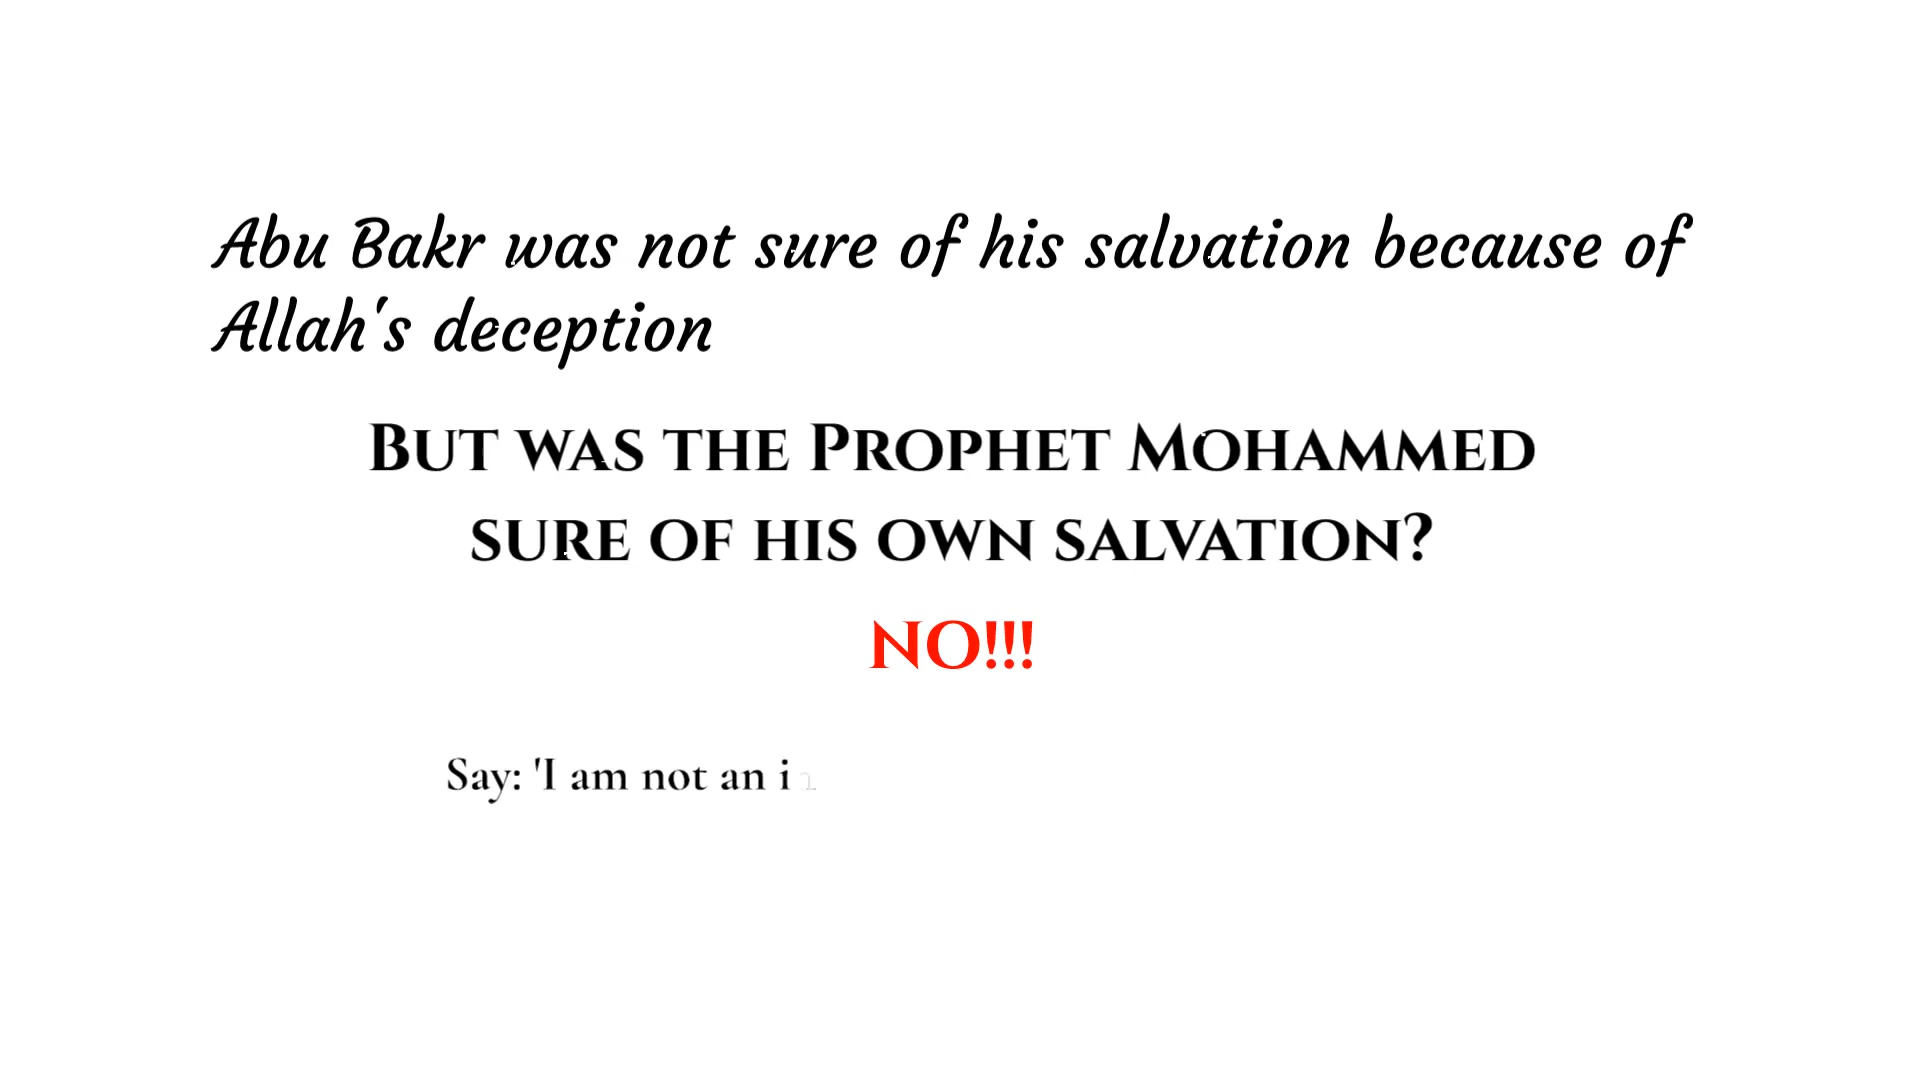 Abu Bakr was not sure of his salvation because of
Allah's deception
But was the Prophet Mohammed
sure of his own salvation?
NO!!!
Say: 'I am not an i